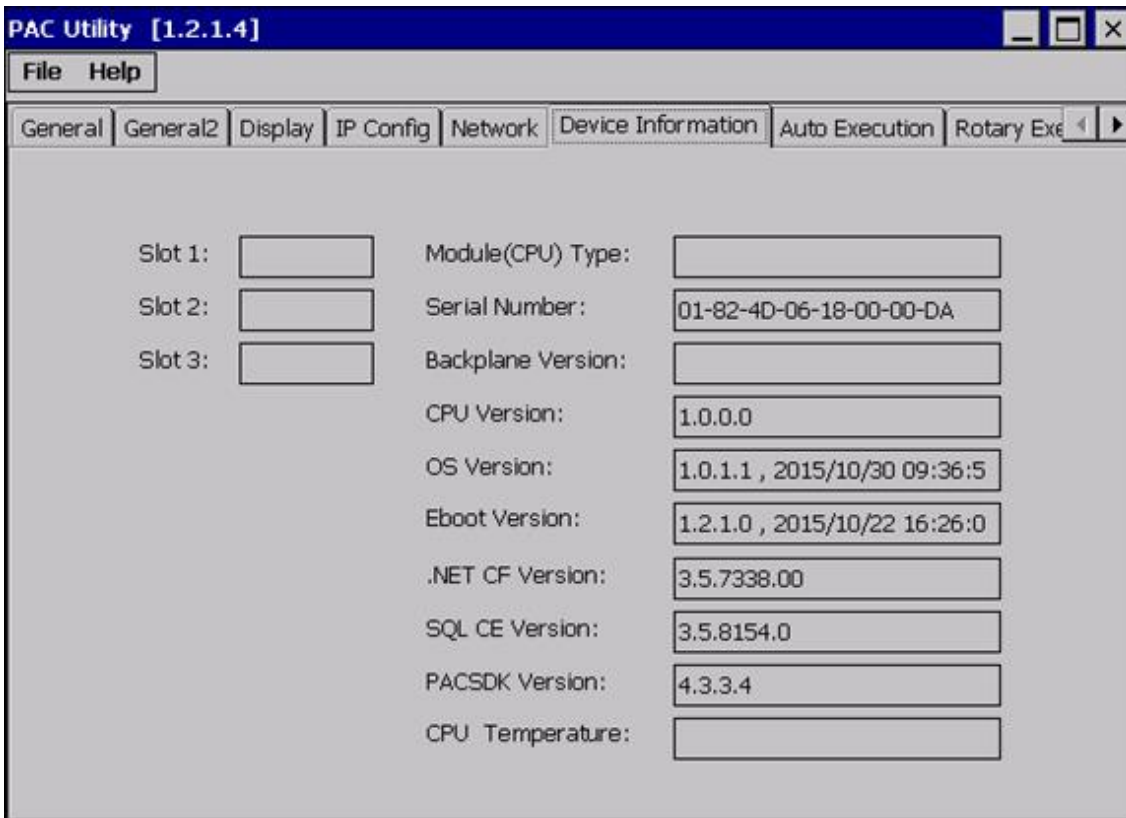 PAC Utility [1.2.1.4]
File Help
General General2 Display IP Config Network Device Information Auto Execution Rotary Exe
Slot 1: Module(CPU) Type:
Slot 2: Serial Number: 01-82-4D-06-18-00-00-DA
Slot 3: Backplane Version:
CPU Version: 1.0.0.0
OS Version: 1.0.1.1 , 2015/10/30 09:36:5
Eboot Version: 1.2.1.0 , 2015/10/22 16:26:0
.NET CF Version: 3.5.7338.00
SQL CE Version: 3.5.8154.0
PACSDK Version: 4.3.3.4
CPU Temperature: